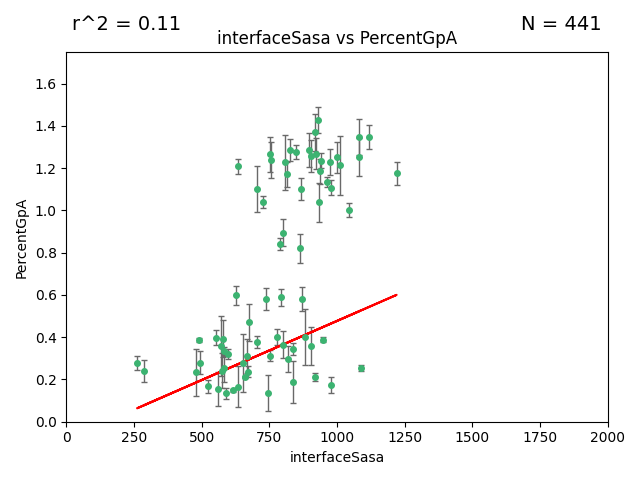 r^2 = 0.11
N = 441
interfaceSasa vs PercentGpA
PercentGpA
1.6
1.4
1.2
1.0
0.8
0.6
0.4
0.2
0.0
0 250 500 750 1000 1250 1500 1750 2000
interfaceSasa